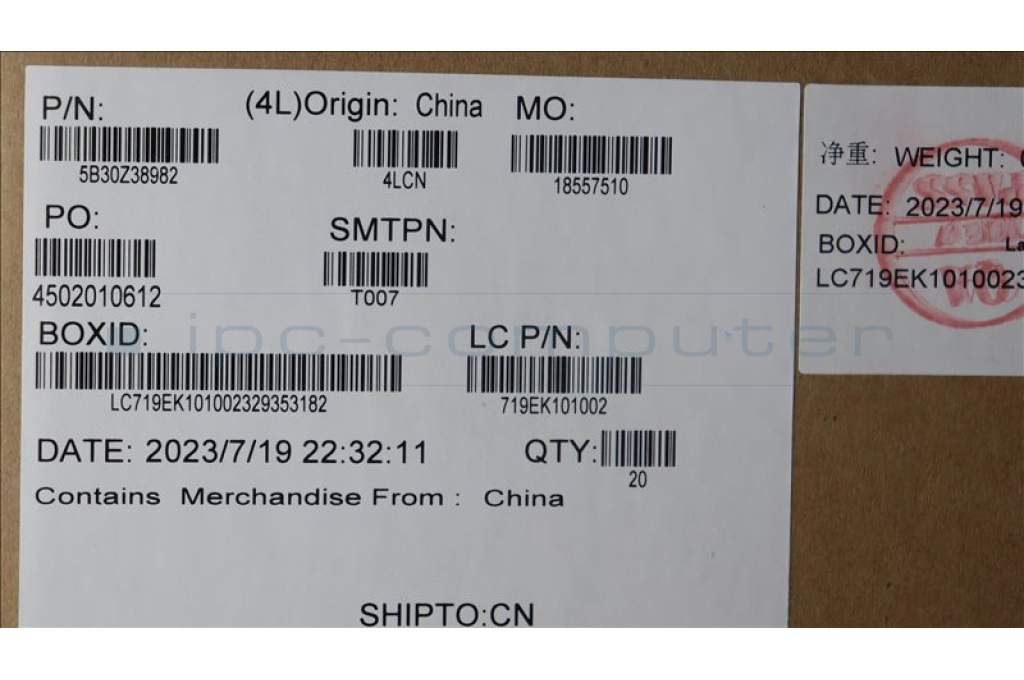 P/N:
5B30Z38982
(4L)Origin: China
4LCN
MO:
18557510
PO:
4502010612
SMTPN:
T007
BOXID:
LC719EK101002329353182
LC P/N:
719EK101002
DATE: 2023/7/19 22:32:11
QTY:
20
Contains Merchandise From : China
SHIPTO:CN
净重: WEIGHT:
DATE: 2023/7/19
BOXID:
LC719EK1010023
ipc-computer